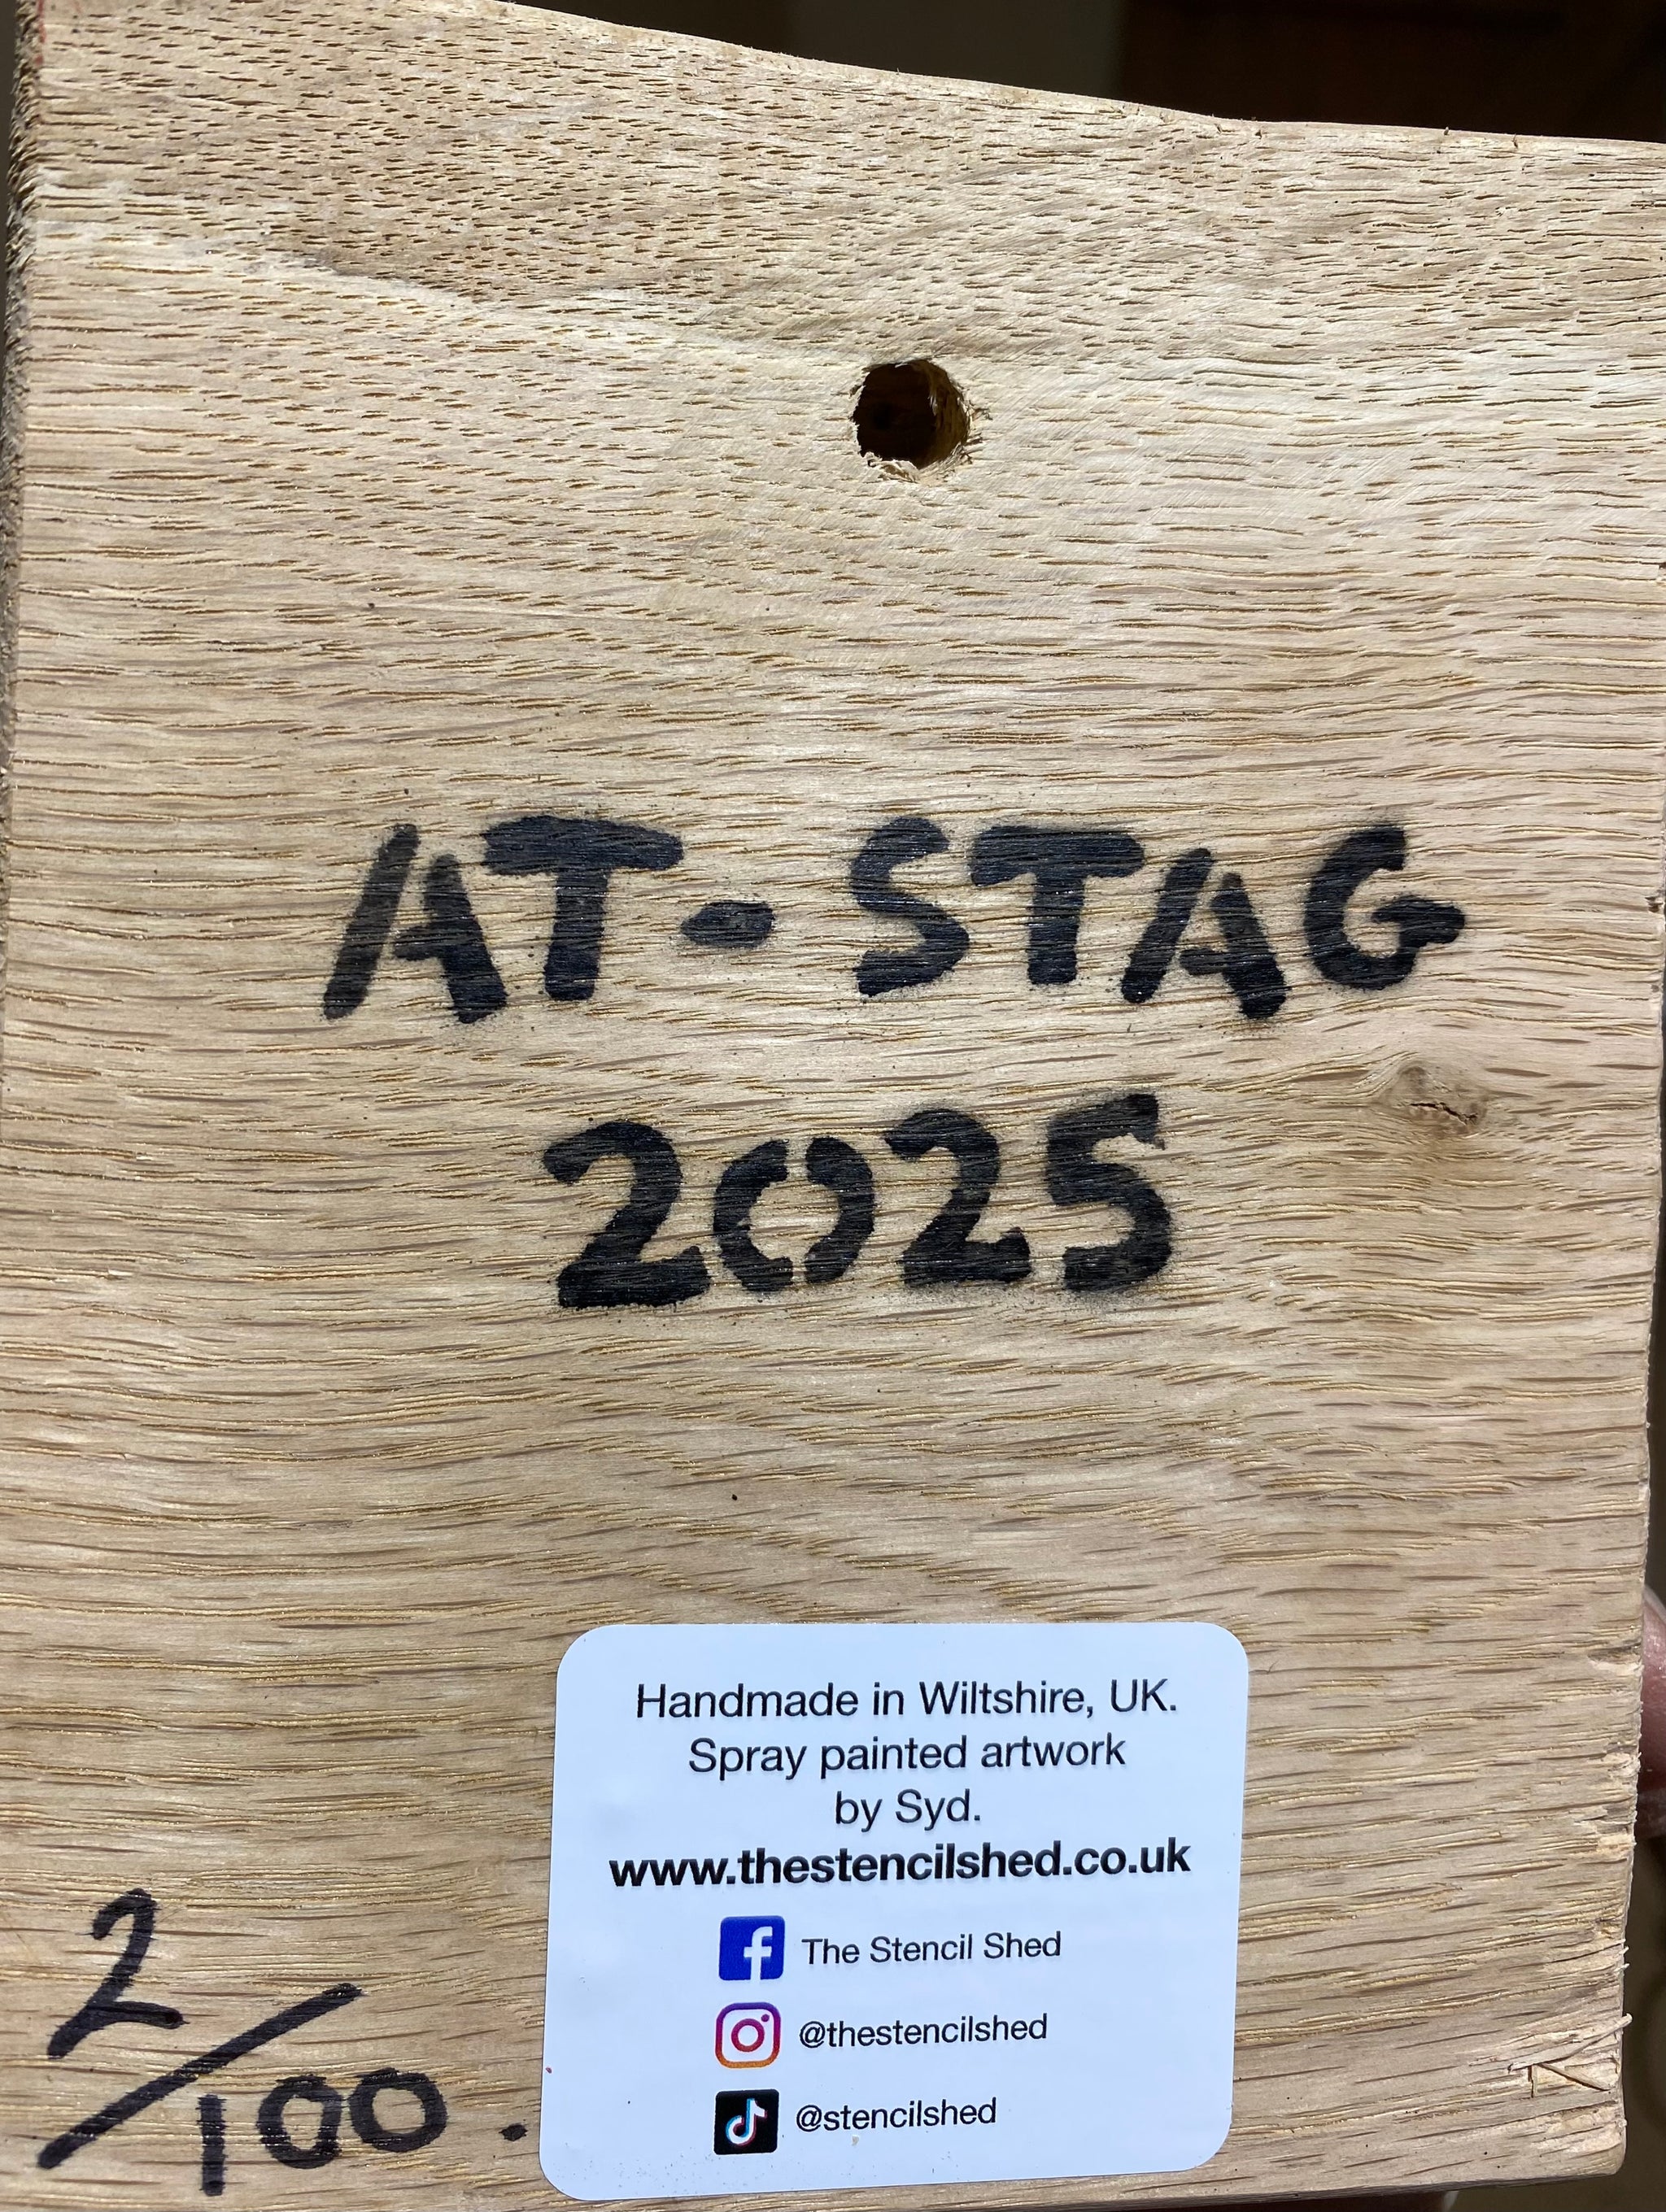 AT-STAG
2025
Handmade in Wiltshire, UK.
Spray painted artwork
by Syd.
www.thestencilshed.co.uk
The Stencil Shed
@thestencilshed
@stencilshed
2/100.